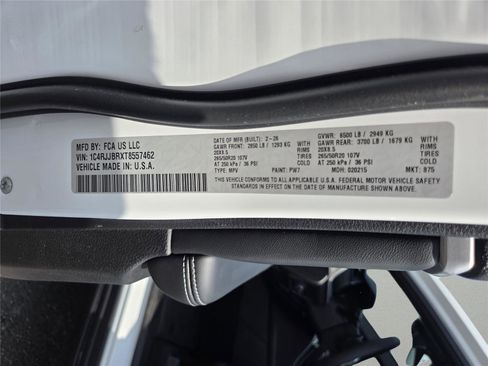 MFD BY: FCA US LLC
VIN: 1C4RJJBRXT8557462
VEHICLE MADE IN: U.S.A.
DATE OF MFR (BUILT): 2-26
GVWR: 6500 LB / 2949 KG
GAWR FRONT: 2850 LB / 1293 KG WITH
20X8.5 RIMS
265/50R20 107V TIRES
AT 250 kPa / 36 PSI COLD
GAWR REAR: 3700 LB / 1679 KG WITH
20X8.5 RIMS
265/50R20 107V TIRES
AT 250 kPa / 36 PSI COLD
THIS VEHICLE CONFORMS TO ALL APPLICABLE U.S.A. FEDERAL MOTOR VEHICLE
SAFETY STANDARDS IN EFFECT ON THE DATE OF MANUFACTURE SHOWN ABOVE.
TYPE: MPV PAINT: PW7 MDH: 020215 MKT: 875